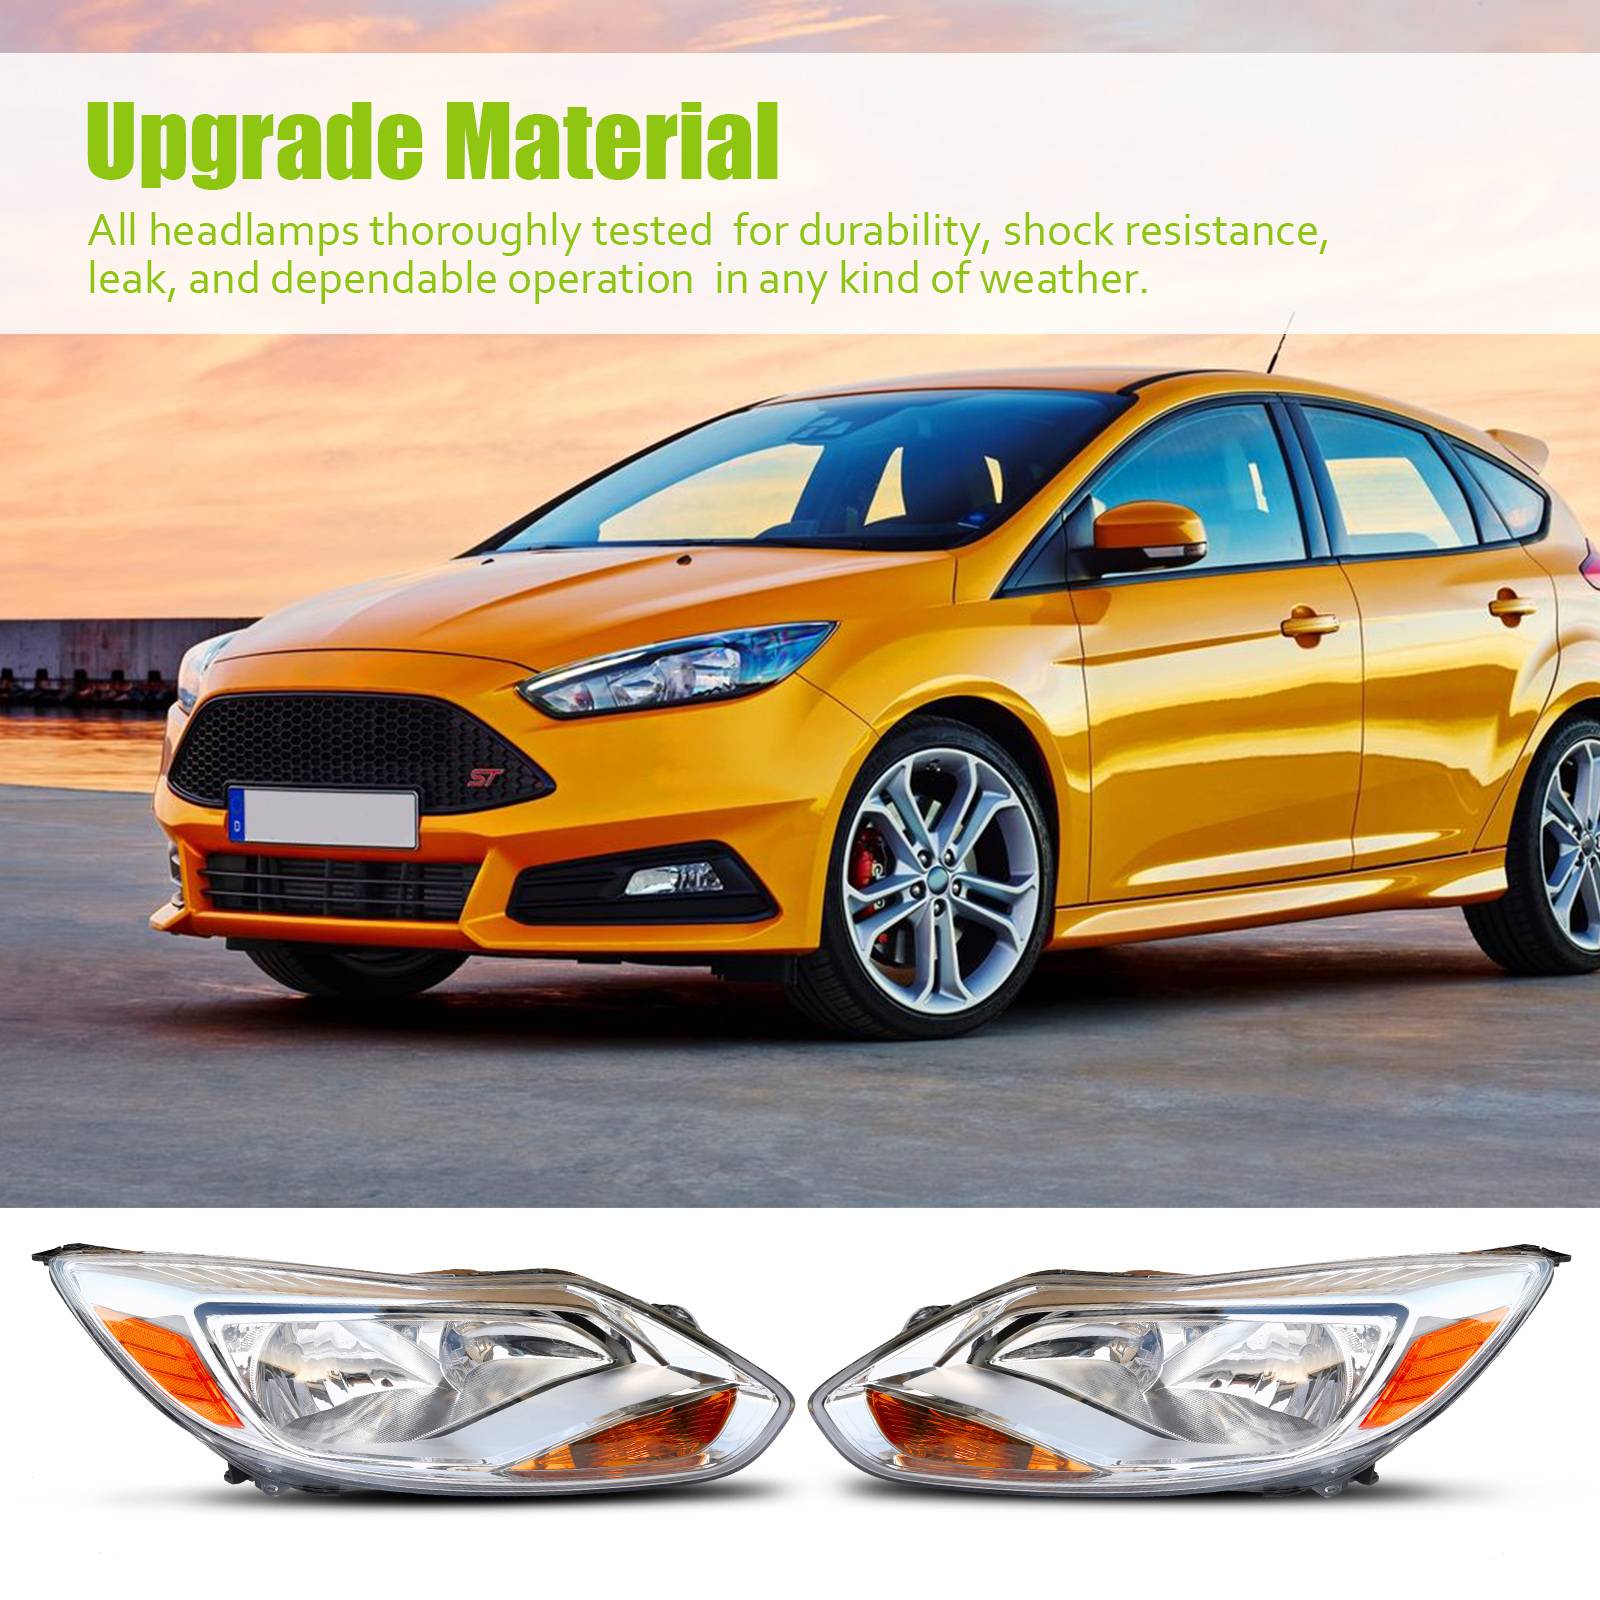 Upgrade Material
All headlamps thoroughly tested for durability, shock resistance,
leak, and dependable operation in any kind of weather.
ST
D